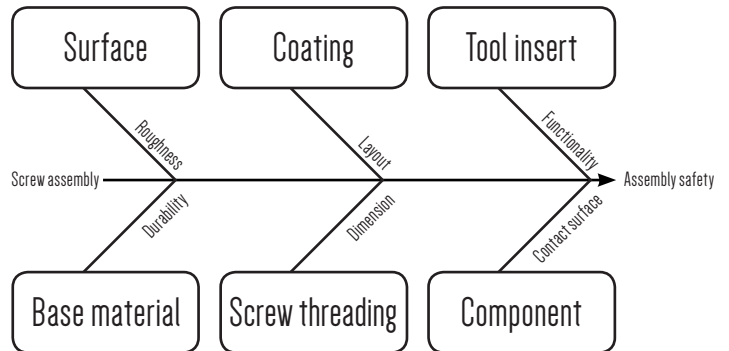 Surface
Coating
Tool insert
Roughness
Layout
Functionality
Screw assembly
Assembly safety
Durability
Dimension
Contact surface
Base material
Screw threading
Component